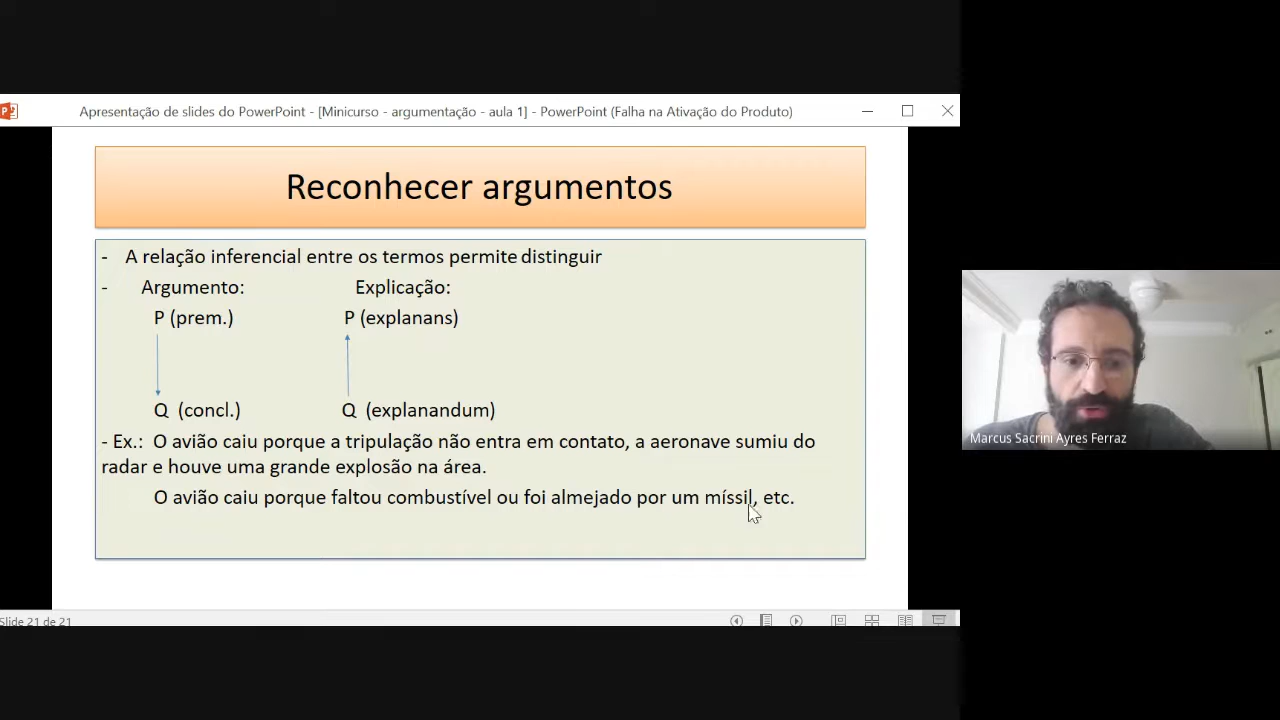 Apresentação de slides do PowerPoint - [Minicurso - argumentação - aula 1] - PowerPoint (Falha na Ativação do Produto)
Reconhecer argumentos
- A relação inferencial entre os termos permite distinguir
- Argumento: Explicação:
P (prem.) P (explanans)
Q (concl.) Q (explanandum)
- Ex.: O avião caiu porque a tripulação não entra em contato, a aeronave sumiu do
radar e houve uma grande explosão na área.
O avião caiu porque faltou combustível ou foi almejado por um míssil, etc.
Marcus Sacrini Ayres Ferraz
Slide 21 de 21